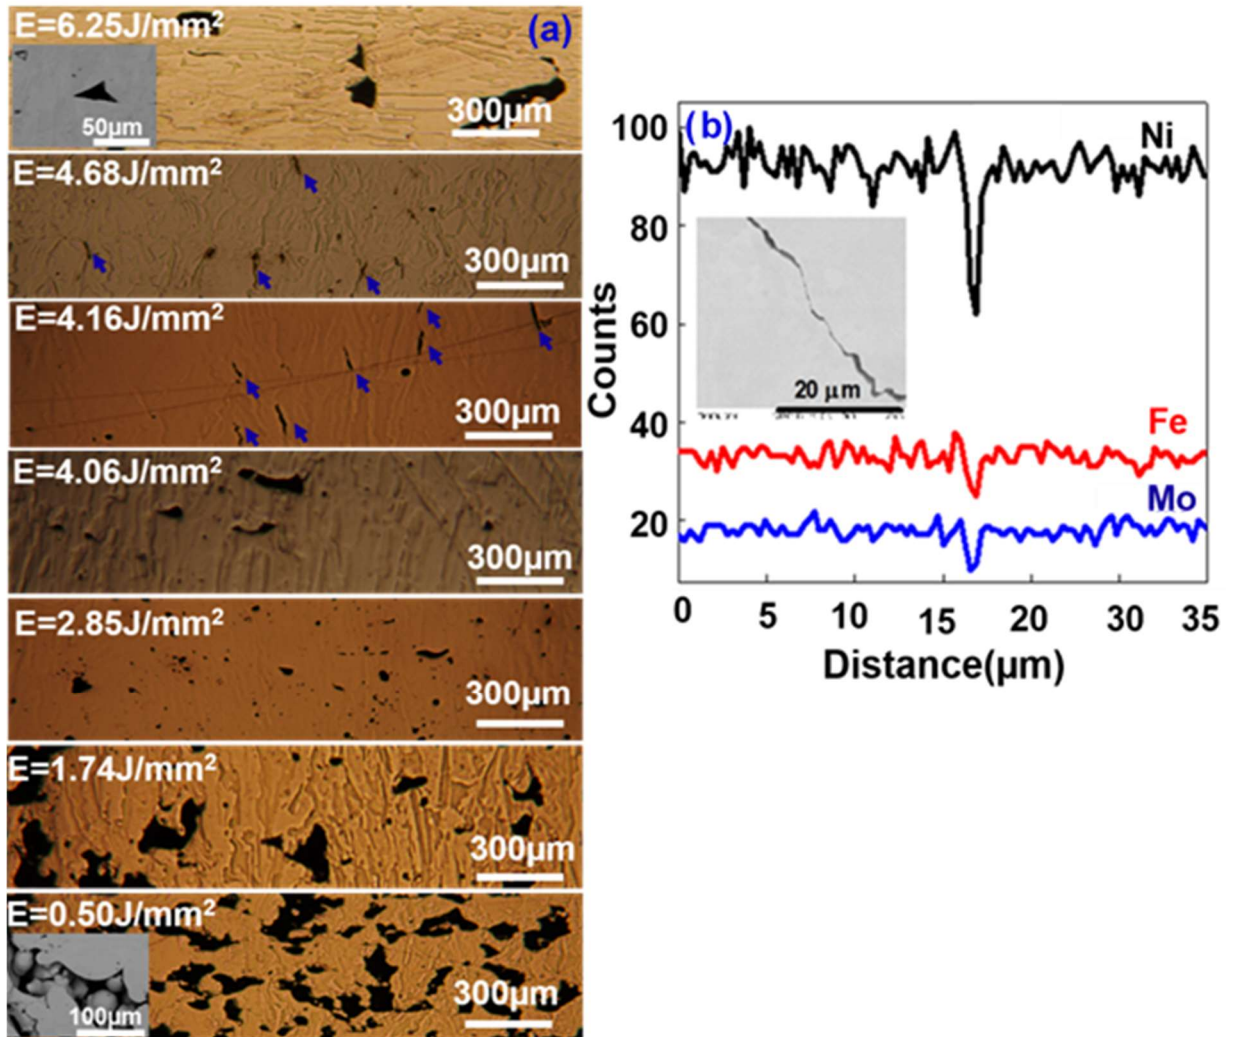 E=6.25J/mm²
(a)
50µm
300µm
E=4.68J/mm²
300µm
E=4.16J/mm²
300µm
E=4.06J/mm²
300µm
E=2.85J/mm²
300µm
E=1.74J/mm²
300µm
E=0.50J/mm²
100µm
300µm
(b)
Ni
Fe
Mo
20 µm
Counts
100
80
60
40
20
0 5 10 15 20 25 30 35
Distance(µm)